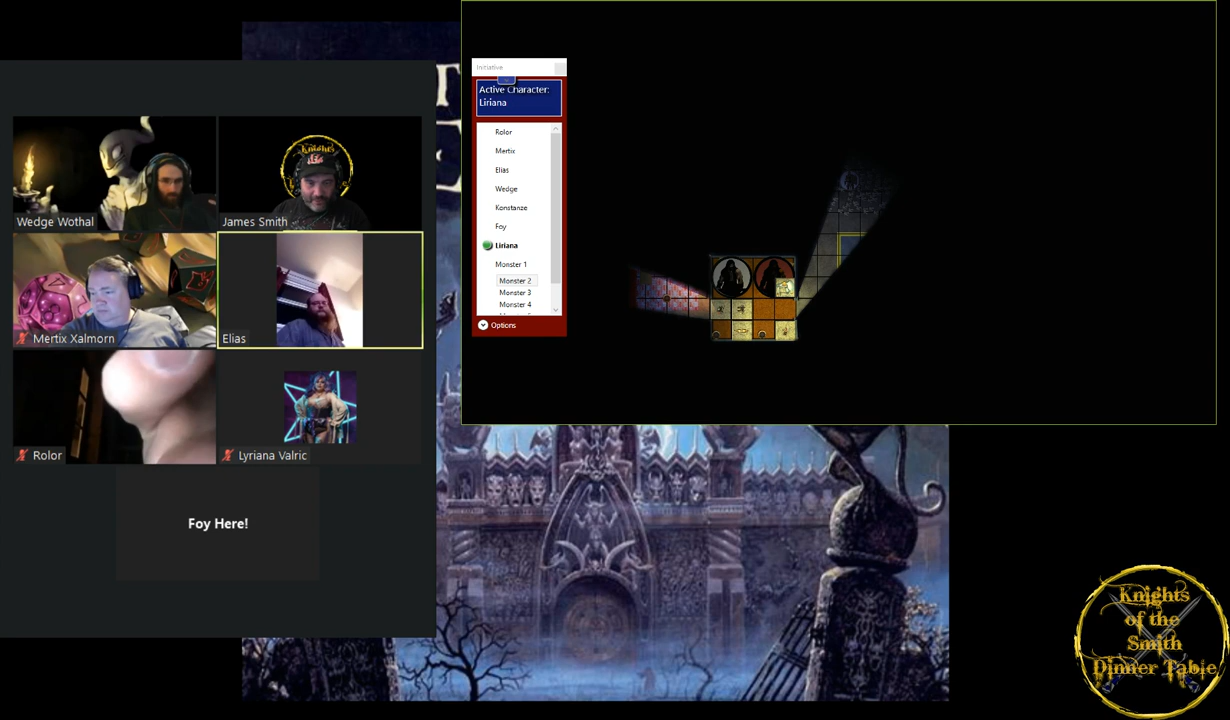 Initiative
Active Character:
Liriana
Rolor
Mertix
Elias
Wedge
Konstanze
Foy
Liriana
Monster 1
Monster 2
Monster 3
Monster 4
Options
Knights
Wedge Wothal
James Smith
Mertix Xalmorn
Elias
Rolor
Lyriana Valric
Foy Here!
Knights
of the
Smith
Dinner Table